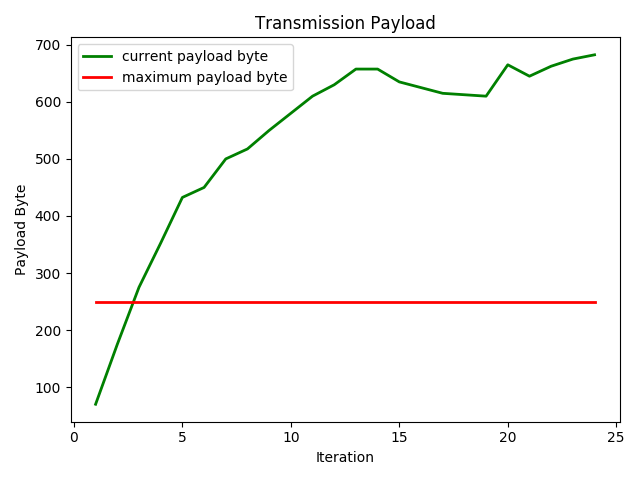 Transmission Payload
current payload byte
maximum payload byte
700
600
500
400
300
200
100
Payload Byte
0
5
10
15
20
25
Iteration